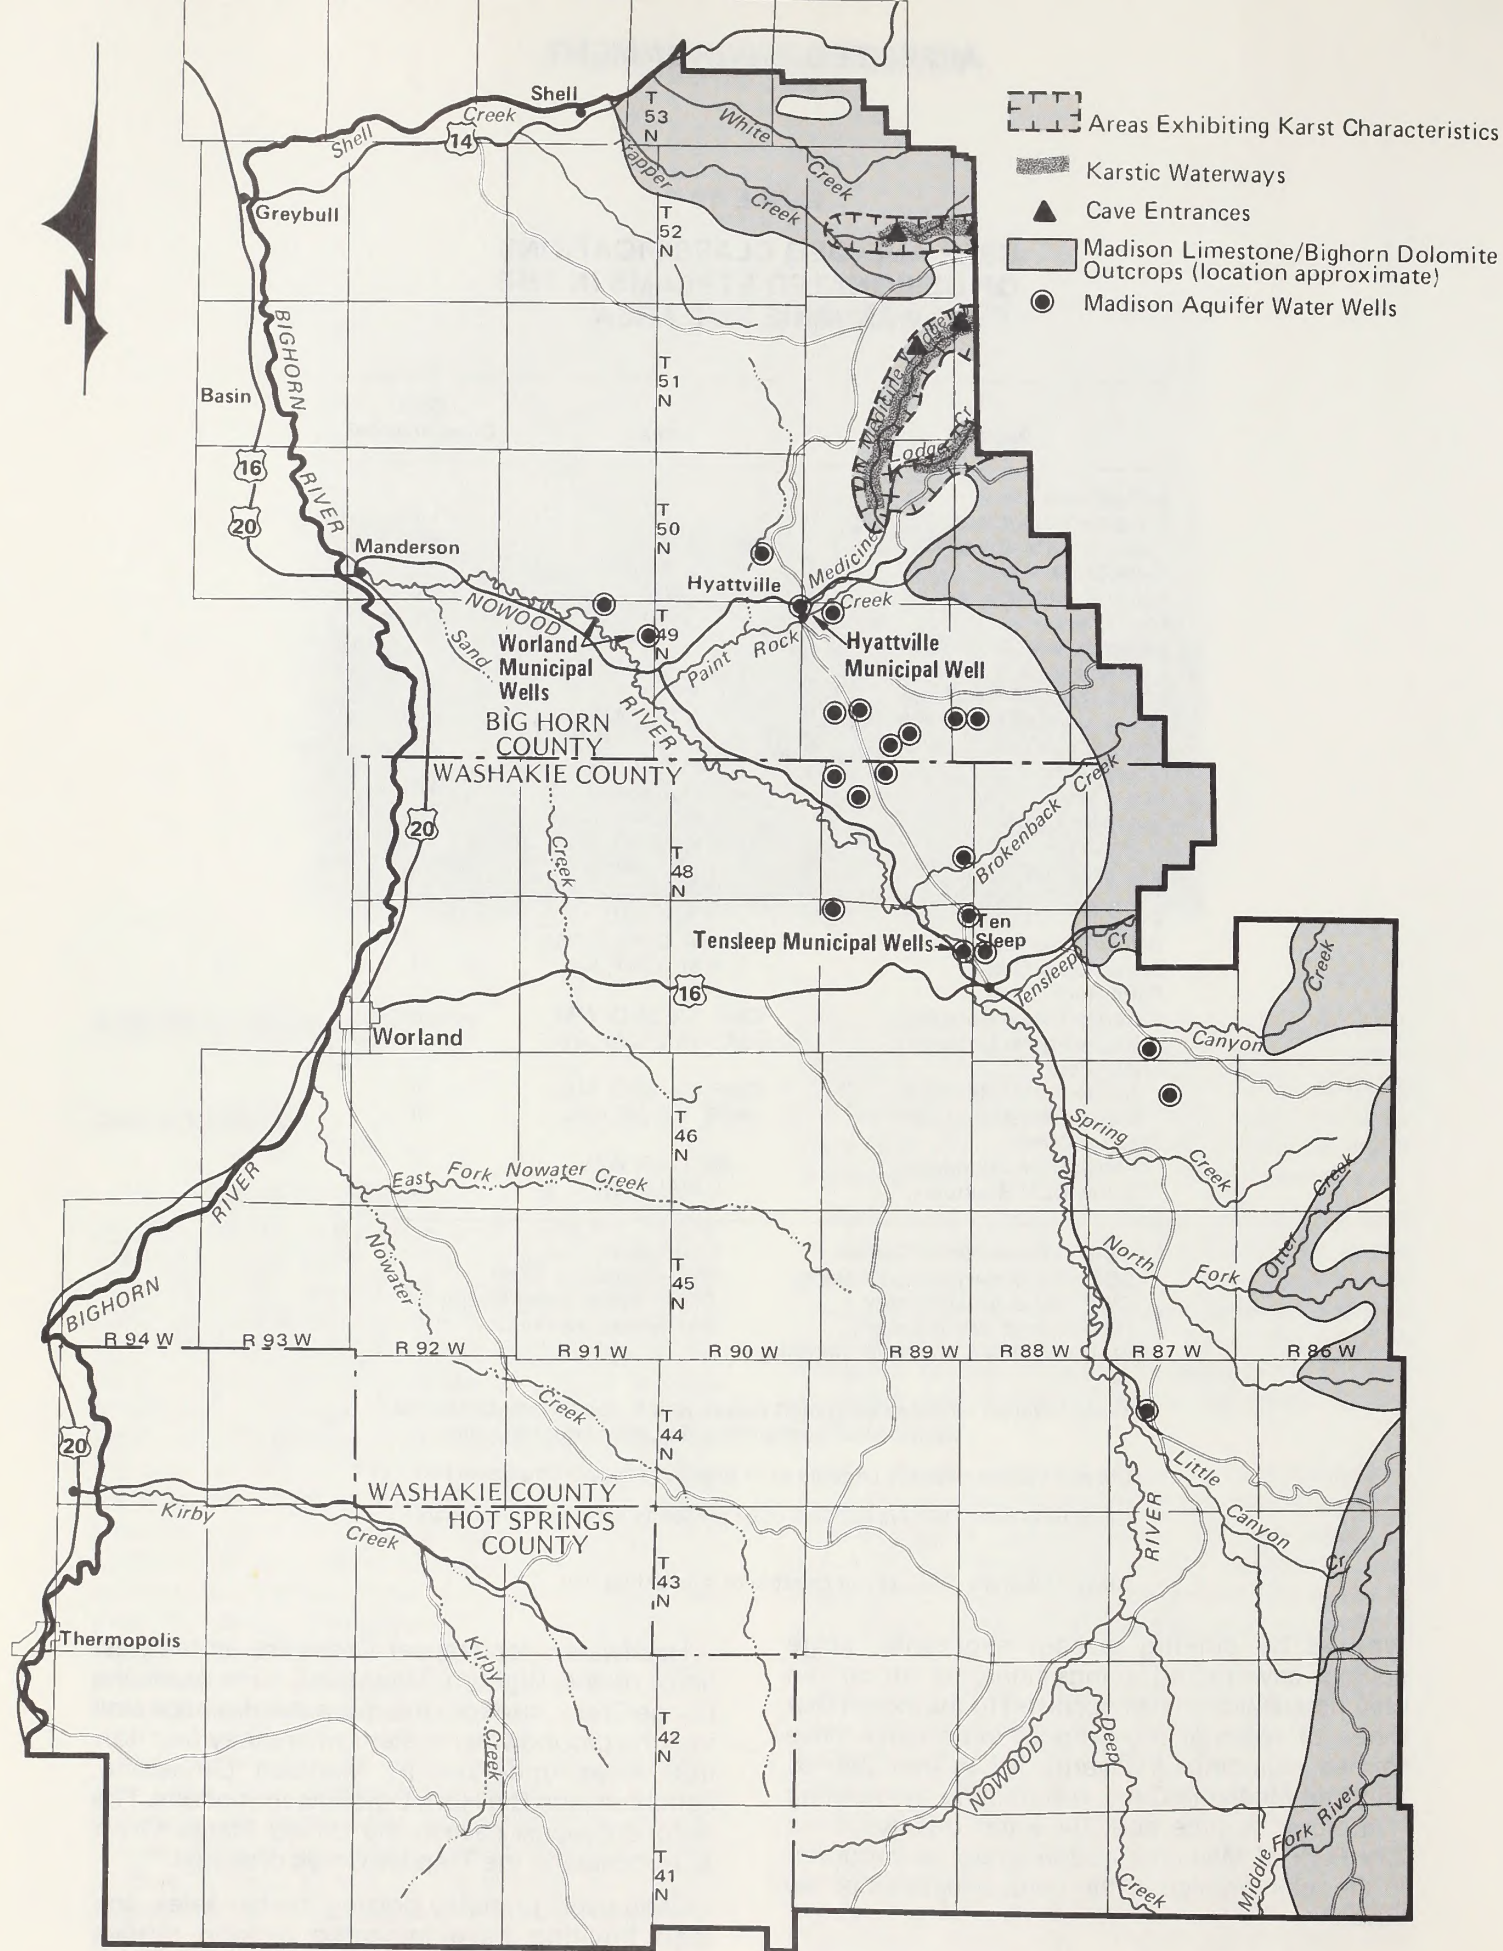 Shell
Shell
Creek
14
T
53
N
White
Creek
Trapper
Creek
Areas Exhibiting Karst Characteristics
Karstic Waterways
Cave Entrances
Madison Limestone/Bighorn Dolomite
Outcrops (location approximate)
Madison Aquifer Water Wells
N
Greybull
T
52
N
BIGHORN
RIVER
Basin
T
51
N
Dry Medicine Lodge
Lodge Cr
16
20
T
50
N
Manderson
Hyattville
Medicine
Creek
NOWOOD
RIVER
Sand
Creek
Worland
Municipal
Wells
T
49
N
Paint Rock
Hyattville
Municipal Well
BIG HORN
COUNTY
WASHAKIE COUNTY
20
T
48
N
Brokenback Creek
Ten
Sleep
Tensleep Municipal Wells
Tensleep
Cr
16
Worland
Canyon
Creek
T
46
N
Spring
Creek
East Fork Nowater Creek
RIVER
Nowater
T
45
N
North
Fork
Otter
Creek
BIGHORN
R 94 W
R 93 W
R 92 W
R 91 W
R 90 W
R 89 W
R 88 W
R 87 W
R 86 W
Creek
T
44
N
20
Little
Canyon
Cr
RIVER
WASHAKIE COUNTY
HOT SPRINGS
COUNTY
Kirby
Creek
T
43
N
Thermopolis
Kirby
Creek
T
42
N
NOWOOD
Deep
Creek
T
41
N
Middle Fork River